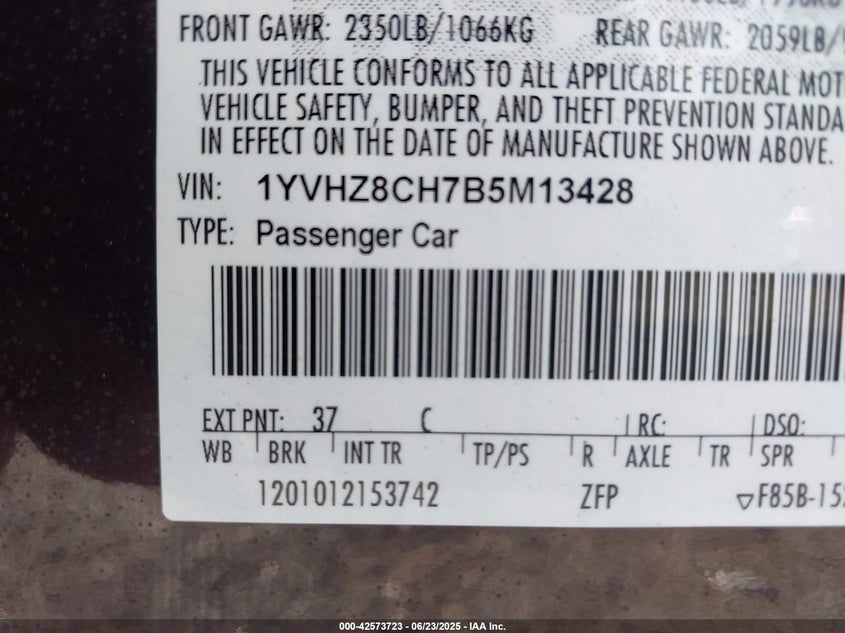 FRONT GAWR: 2350LB/1066KG REAR GAWR: 2059LB/
THIS VEHICLE CONFORMS TO ALL APPLICABLE FEDERAL MOT
VEHICLE SAFETY, BUMPER, AND THEFT PREVENTION STANDA
IN EFFECT ON THE DATE OF MANUFACTURE SHOWN ABOVE.
VIN: 1YVHZ8CH7B5M13428
TYPE: Passenger Car
EXT PNT: 37 C RC: DSO:
WB BRK INT TR TP/PS R AXLE TR SPR
1201012153742 ZFP ▽F85B-152
000-42573723 - 06/23/2025 - IAA Inc.